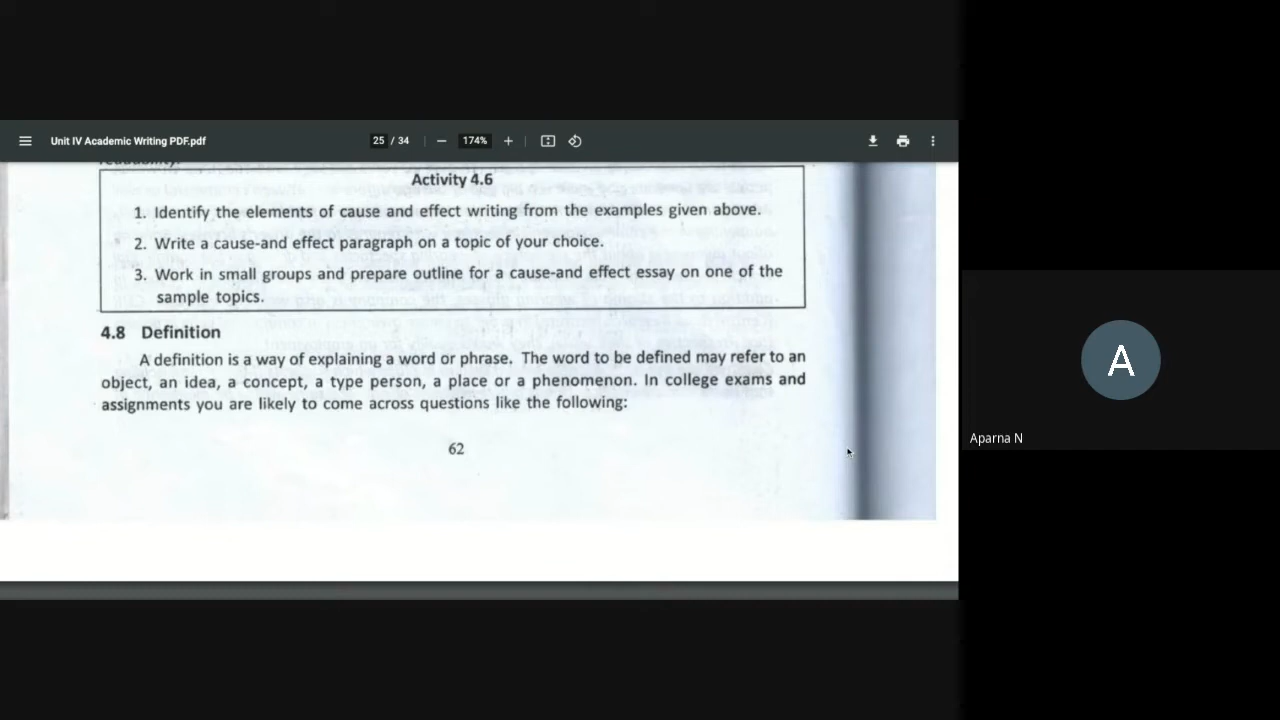 Unit IV Academic Writing PDF.pdf
25 / 34
174%
readability.
Activity 4.6
1. Identify the elements of cause and effect writing from the examples given above.
2. Write a cause-and effect paragraph on a topic of your choice.
3. Work in small groups and prepare outline for a cause-and effect essay on one of the
sample topics.
4.8 Definition
A definition is a way of explaining a word or phrase. The word to be defined may refer to an
object, an idea, a concept, a type person, a place or a phenomenon. In college exams and
assignments you are likely to come across questions like the following:
62
A
Aparna N